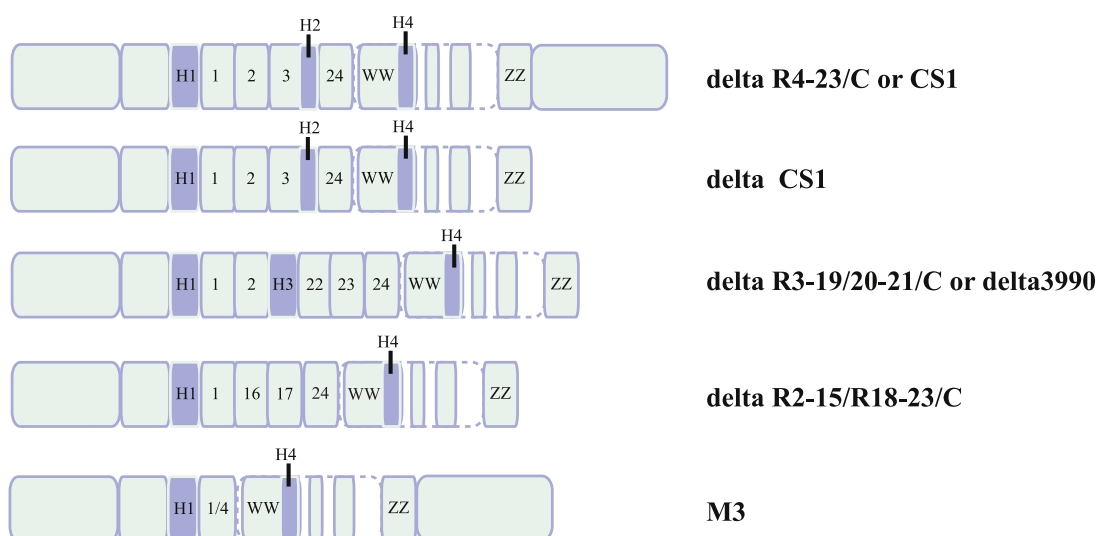 H2 H4
H1 1 2 3 24 WW ZZ delta R4-23/C or CS1
H2 H4
H1 1 2 3 24 WW ZZ delta CS1
H4
H1 1 2 H3 22 23 24 WW ZZ delta R3-19/20-21/C or delta3990
H4
H1 1 16 17 24 WW ZZ delta R2-15/R18-23/C
H4
H1 1/4 WW ZZ M3